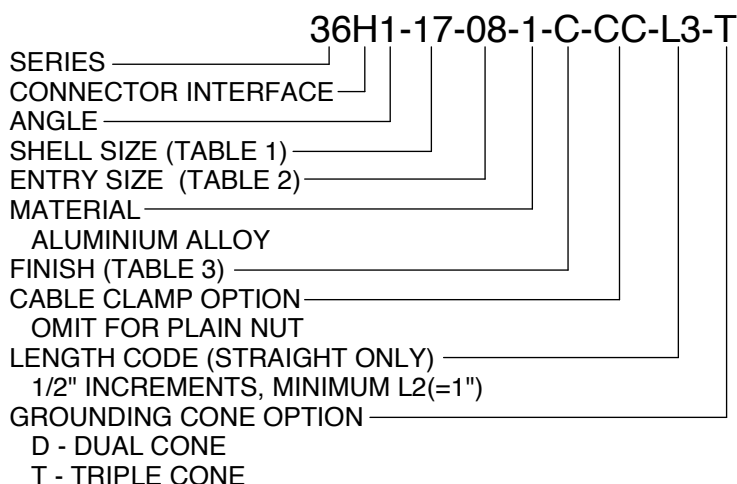 36H1-17-08-1-C-CC-L3-T
SERIES
CONNECTOR INTERFACE
ANGLE
SHELL SIZE (TABLE 1)
ENTRY SIZE (TABLE 2)
MATERIAL
ALUMINIUM ALLOY
FINISH (TABLE 3)
CABLE CLAMP OPTION
OMIT FOR PLAIN NUT
LENGTH CODE (STRAIGHT ONLY)
1/2" INCREMENTS, MINIMUM L2(=1")
GROUNDING CONE OPTION
D - DUAL CONE
T - TRIPLE CONE